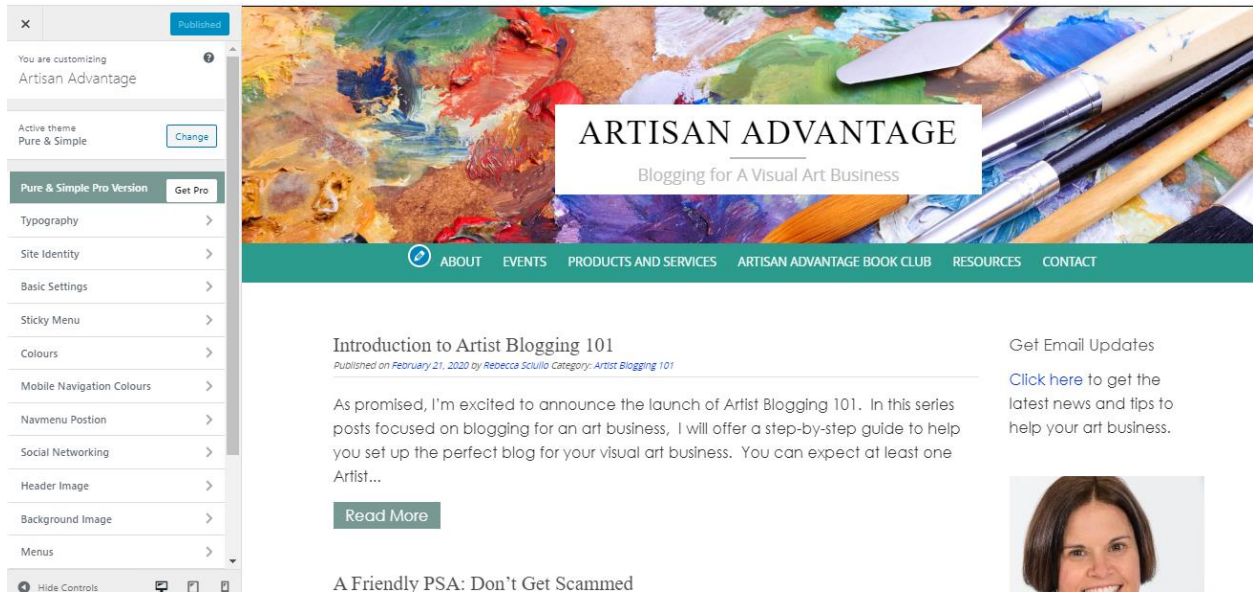 Published
You are customizing
Artisan Advantage
Active theme
Pure & Simple
Change
Pure & Simple Pro Version
Get Pro
Typography
Site Identity
Basic Settings
Sticky Menu
Colours
Mobile Navigation Colours
Navmenu Postion
Social Networking
Header Image
Background Image
Menus
Hide Controls
ARTISAN ADVANTAGE
Blogging for A Visual Art Business
ABOUT EVENTS PRODUCTS AND SERVICES ARTISAN ADVANTAGE BOOK CLUB RESOURCES CONTACT
Introduction to Artist Blogging 101
Published on February 21, 2020 by Rebecca Sciullo Category: Artist Blogging 101
As promised, I'm excited to announce the launch of Artist Blogging 101. In this series
posts focused on blogging for an art business, I will offer a step-by-step guide to help
you set up the perfect blog for your visual art business. You can expect at least one
Artist...
Read More
A Friendly PSA: Don't Get Scammed
Get Email Updates
Click here to get the
latest news and tips to
help your art business.